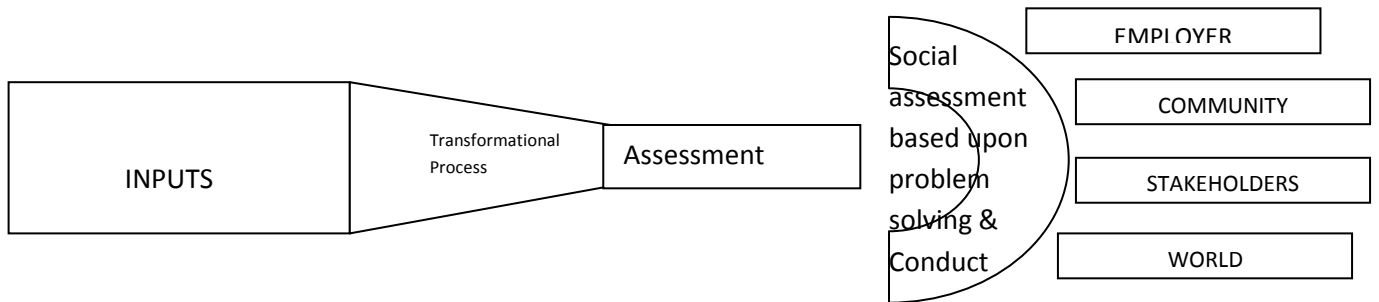 INPUTS
Transformational
Process
Assessment
Social
assessment
based upon
problem
solving &
Conduct
EMPLOYER
COMMUNITY
STAKEHOLDERS
WORLD